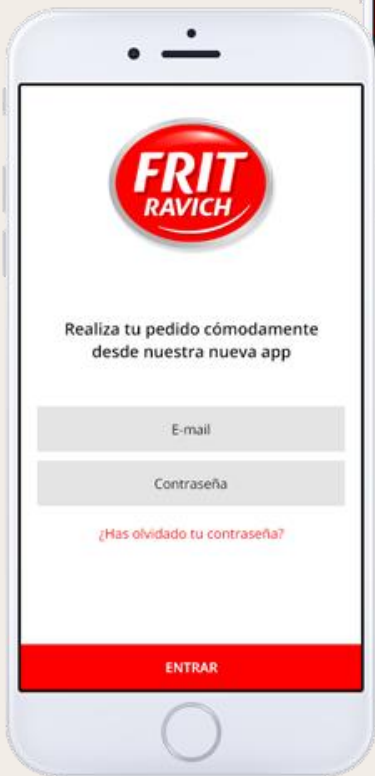 FRIT
RAVICH
Realiza tu pedido cómodamente
desde nuestra nueva app
E-mail
Contraseña
¿Has olvidado tu contraseña?
ENTRAR